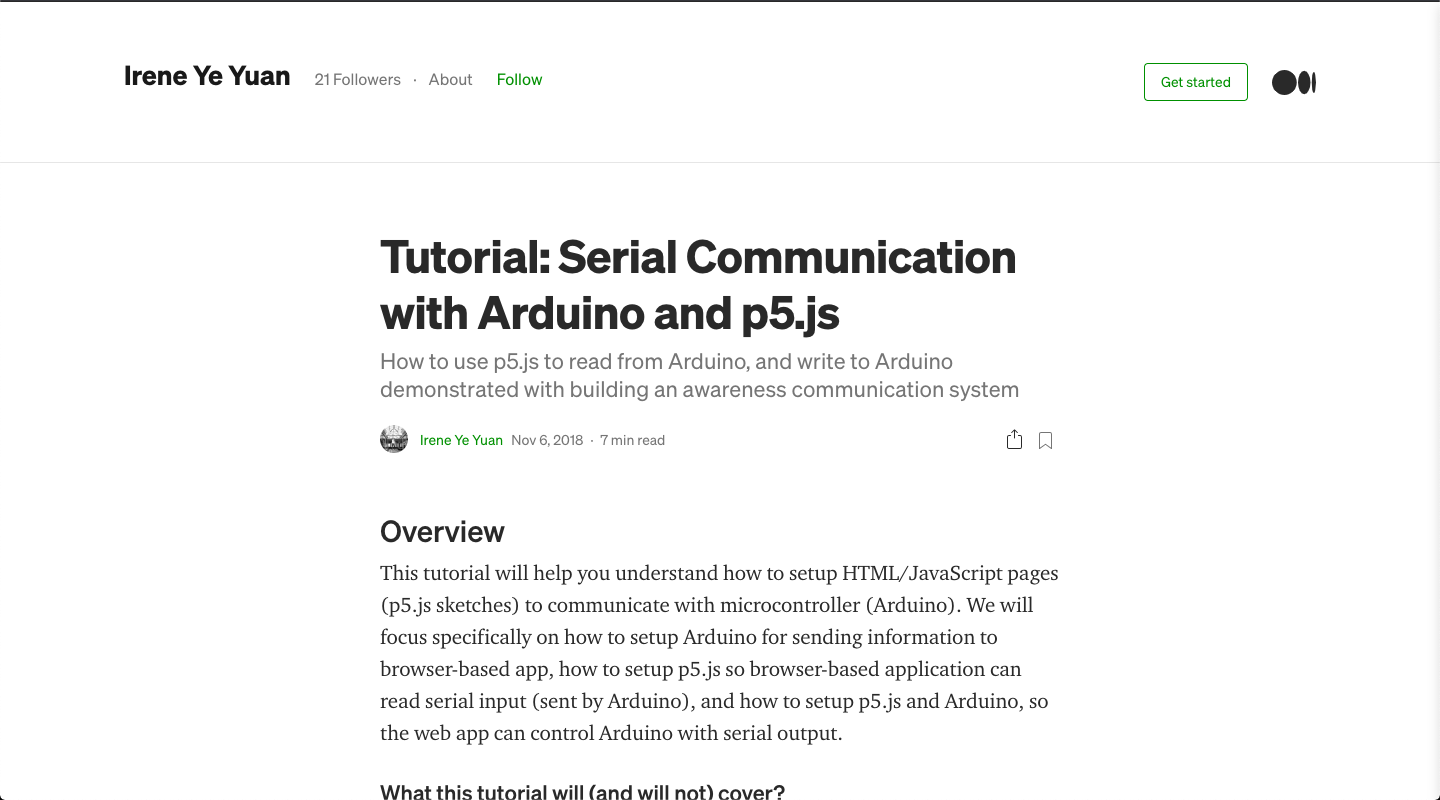 Irene Ye Yuan 21 Followers · About Follow Get started
Tutorial: Serial Communication
with Arduino and p5.js
How to use p5.js to read from Arduino, and write to Arduino
demonstrated with building an awareness communication system
Irene Ye Yuan Nov 6, 2018 · 7 min read
Overview
This tutorial will help you understand how to setup HTML/JavaScript pages
(p5.js sketches) to communicate with microcontroller (Arduino). We will
focus specifically on how to setup Arduino for sending information to
browser-based app, how to setup p5.js so browser-based application can
read serial input (sent by Arduino), and how to setup p5.js and Arduino, so
the web app can control Arduino with serial output.
What this tutorial will (and will not) cover?